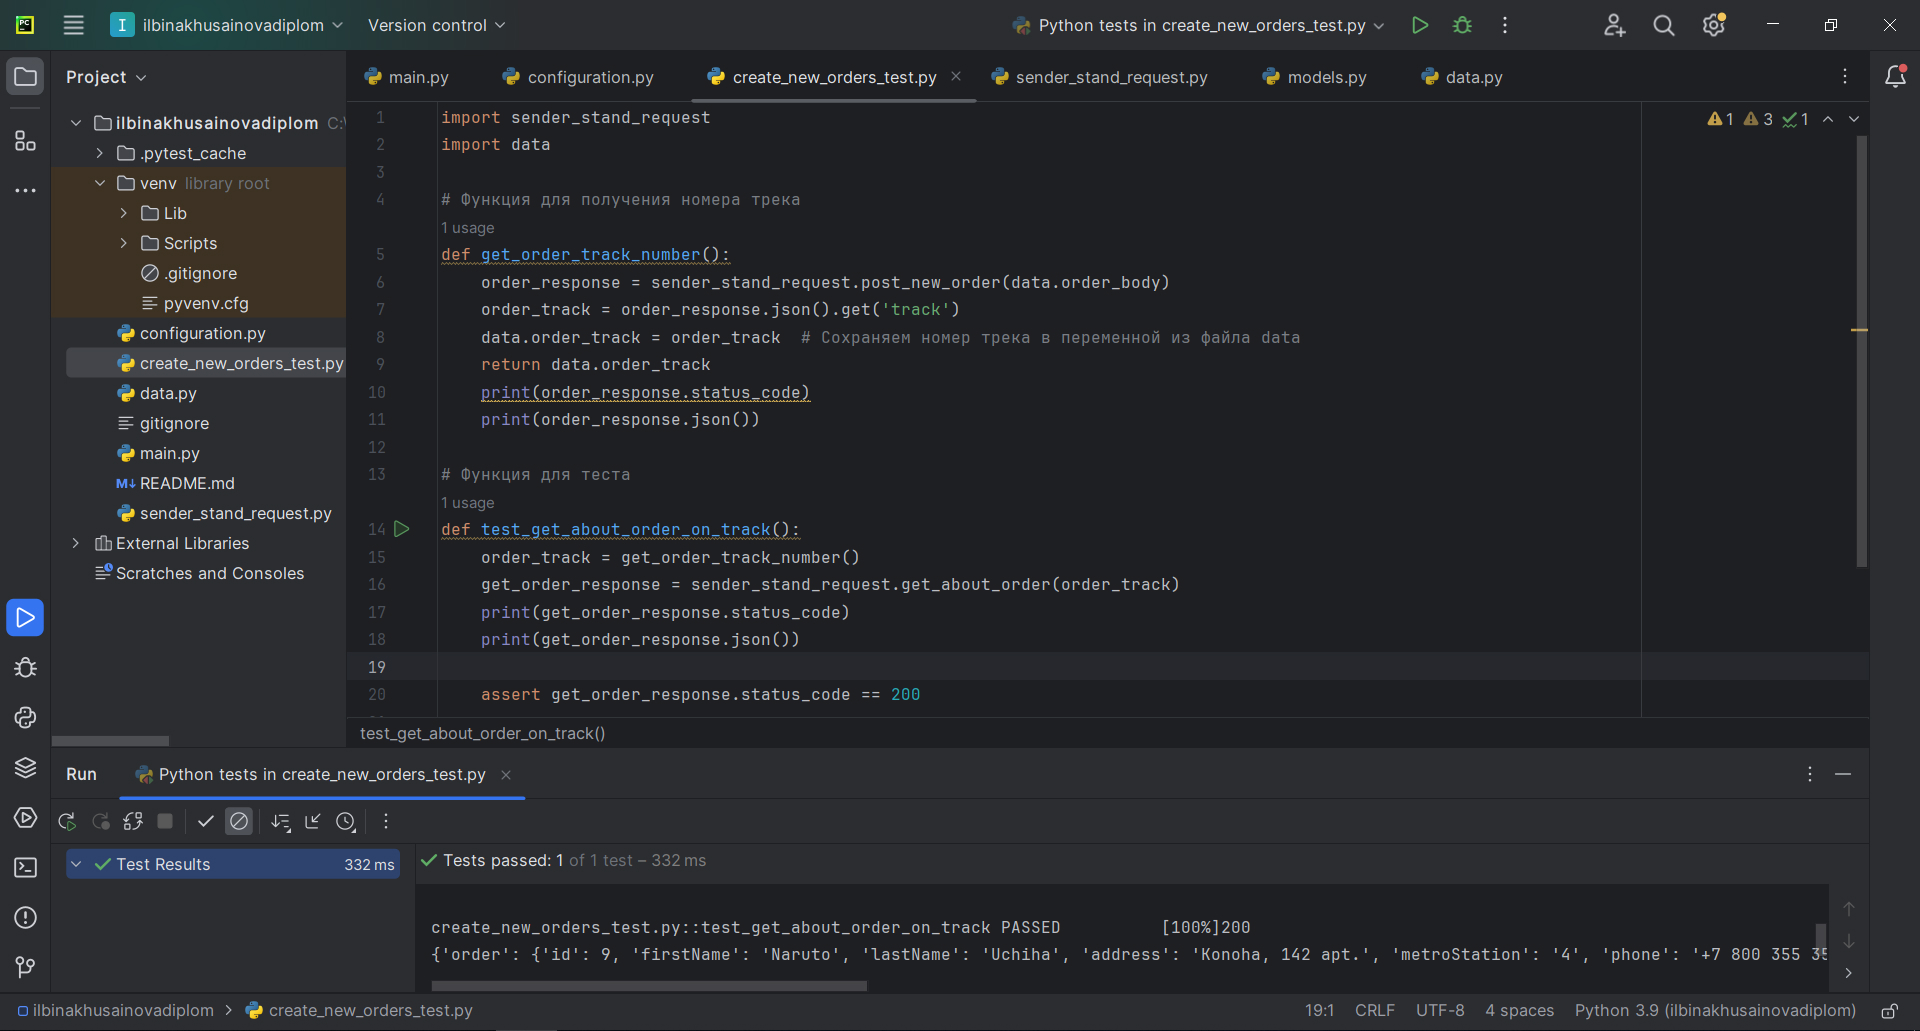 PC
I ilbinakhusainovadiplom Version control Python tests in create_new_orders_test.py
Project
main.py configuration.py create_new_orders_test.py sender_stand_request.py models.py data.py
ilbinakhusainovadiplom C:\
.pytest_cache
venv library root
Lib
Scripts
.gitignore
pyvenv.cfg
configuration.py
create_new_orders_test.py
data.py
gitignore
main.py
M↓ README.md
sender_stand_request.py
External Libraries
Scratches and Consoles
1 3 1
1 import sender_stand_request
2 import data
3
4 # Функция для получения номера трека
1 usage
5 def get_order_track_number():
6 order_response = sender_stand_request.post_new_order(data.order_body)
7 order_track = order_response.json().get('track')
8 data.order_track = order_track # Сохраняем номер трека в переменной из файла data
9 return data.order_track
10 print(order_response.status_code)
11 print(order_response.json())
12
13 # Функция для теста
1 usage
14 def test_get_about_order_on_track():
15 order_track = get_order_track_number()
16 get_order_response = sender_stand_request.get_about_order(order_track)
17 print(get_order_response.status_code)
18 print(get_order_response.json())
19
20 assert get_order_response.status_code == 200
test_get_about_order_on_track()
Run Python tests in create_new_orders_test.py
Test Results 332 ms
Tests passed: 1 of 1 test – 332 ms
create_new_orders_test.py::test_get_about_order_on_track PASSED [100%]200
{'order': {'id': 9, 'firstName': 'Naruto', 'lastName': 'Uchiha', 'address': 'Konoha, 142 apt.', 'metroStation': '4', 'phone': '+7 800 355 35
ilbinakhusainovadiplom > create_new_orders_test.py 19:1 CRLF UTF-8 4 spaces Python 3.9 (ilbinakhusainovadiplom)